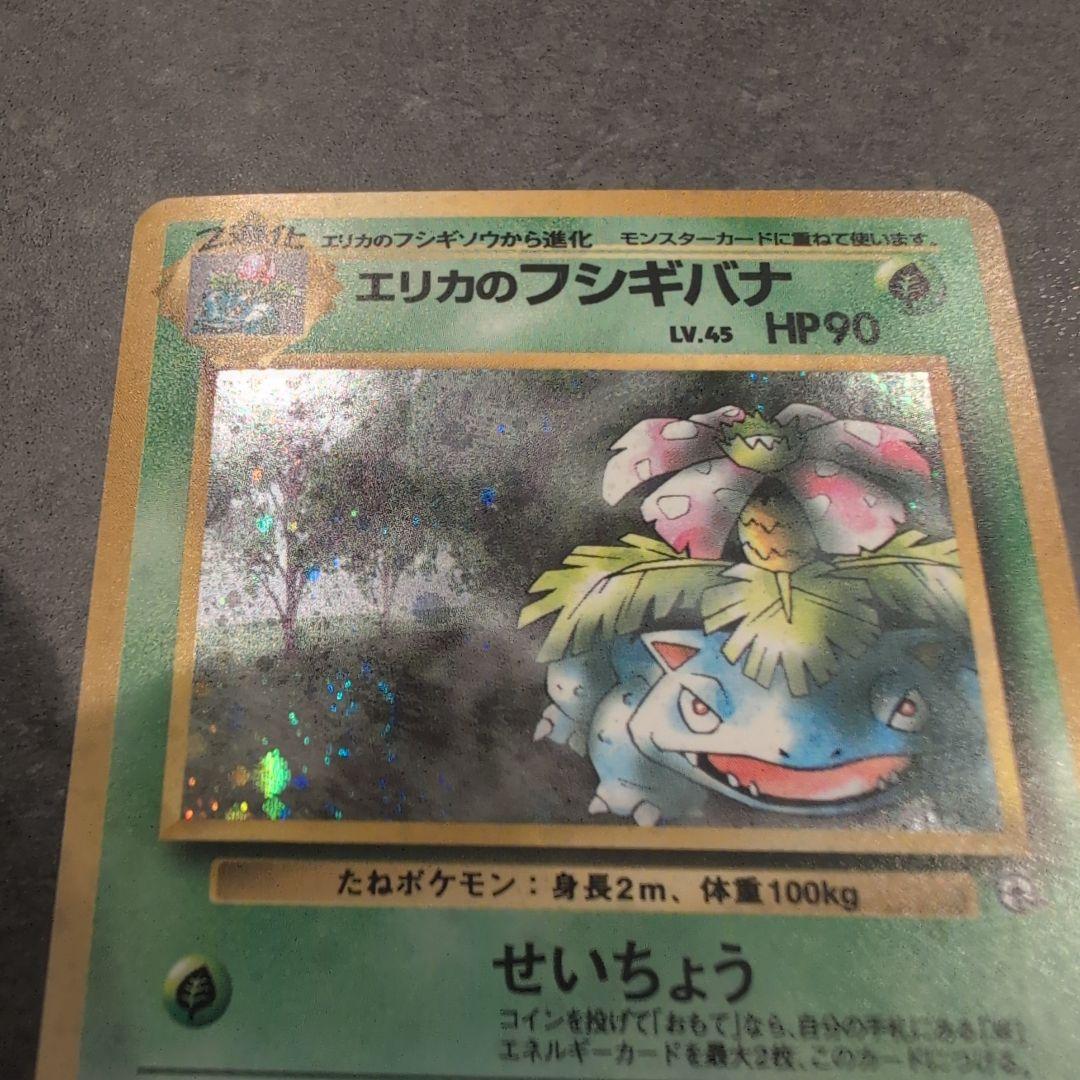 2進化 エリカのフシギソウから進化 モンスターカードに重ねて使います。
エリカのフシギバナ
LV.45 HP90
たねポケモン：身長2m、体重100kg
R
せいちょう
コインを投げて「おもて」なら、自分の手札にある「草」
エネルギーカードを最大2枚、このカードにつける。